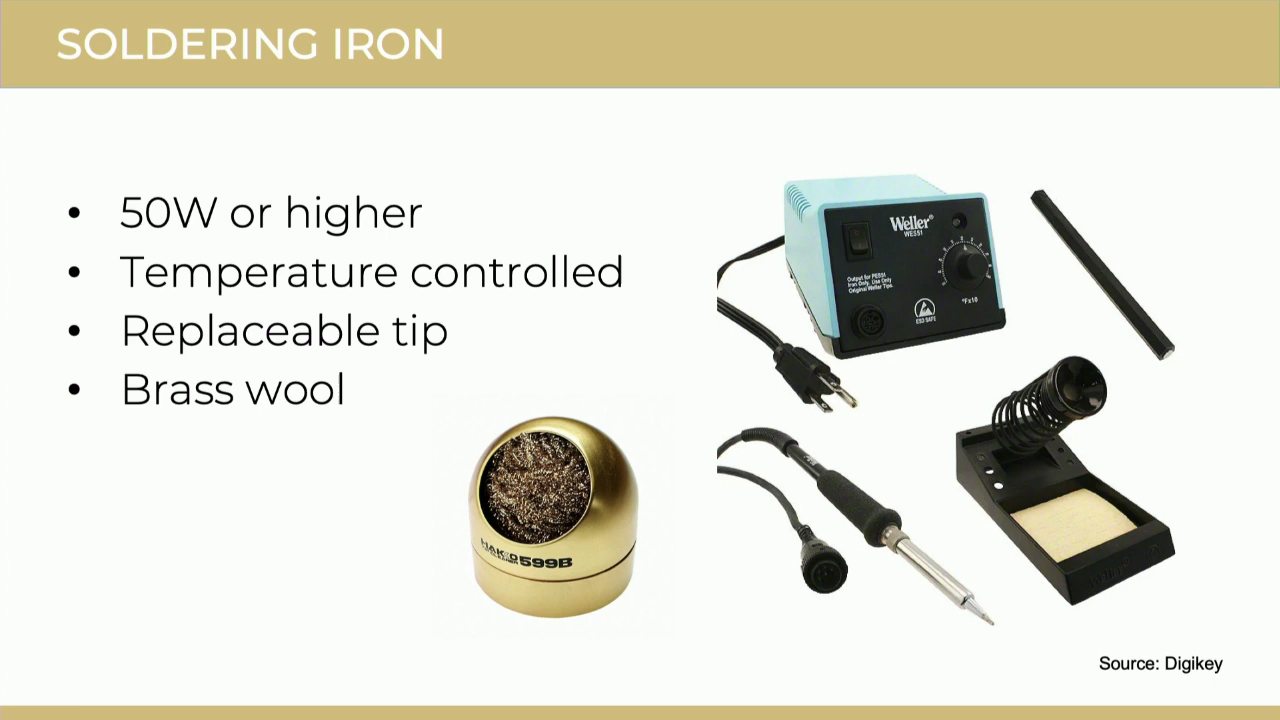 SOLDERING IRON
• 50W or higher
• Temperature controlled
• Replaceable tip
• Brass wool
Weller®
WES51
Output for PES51
Iron Only. Use Only
Original Weller Tips.
°Fx10
ESD SAFE
HAKKO 599B
Source: Digikey